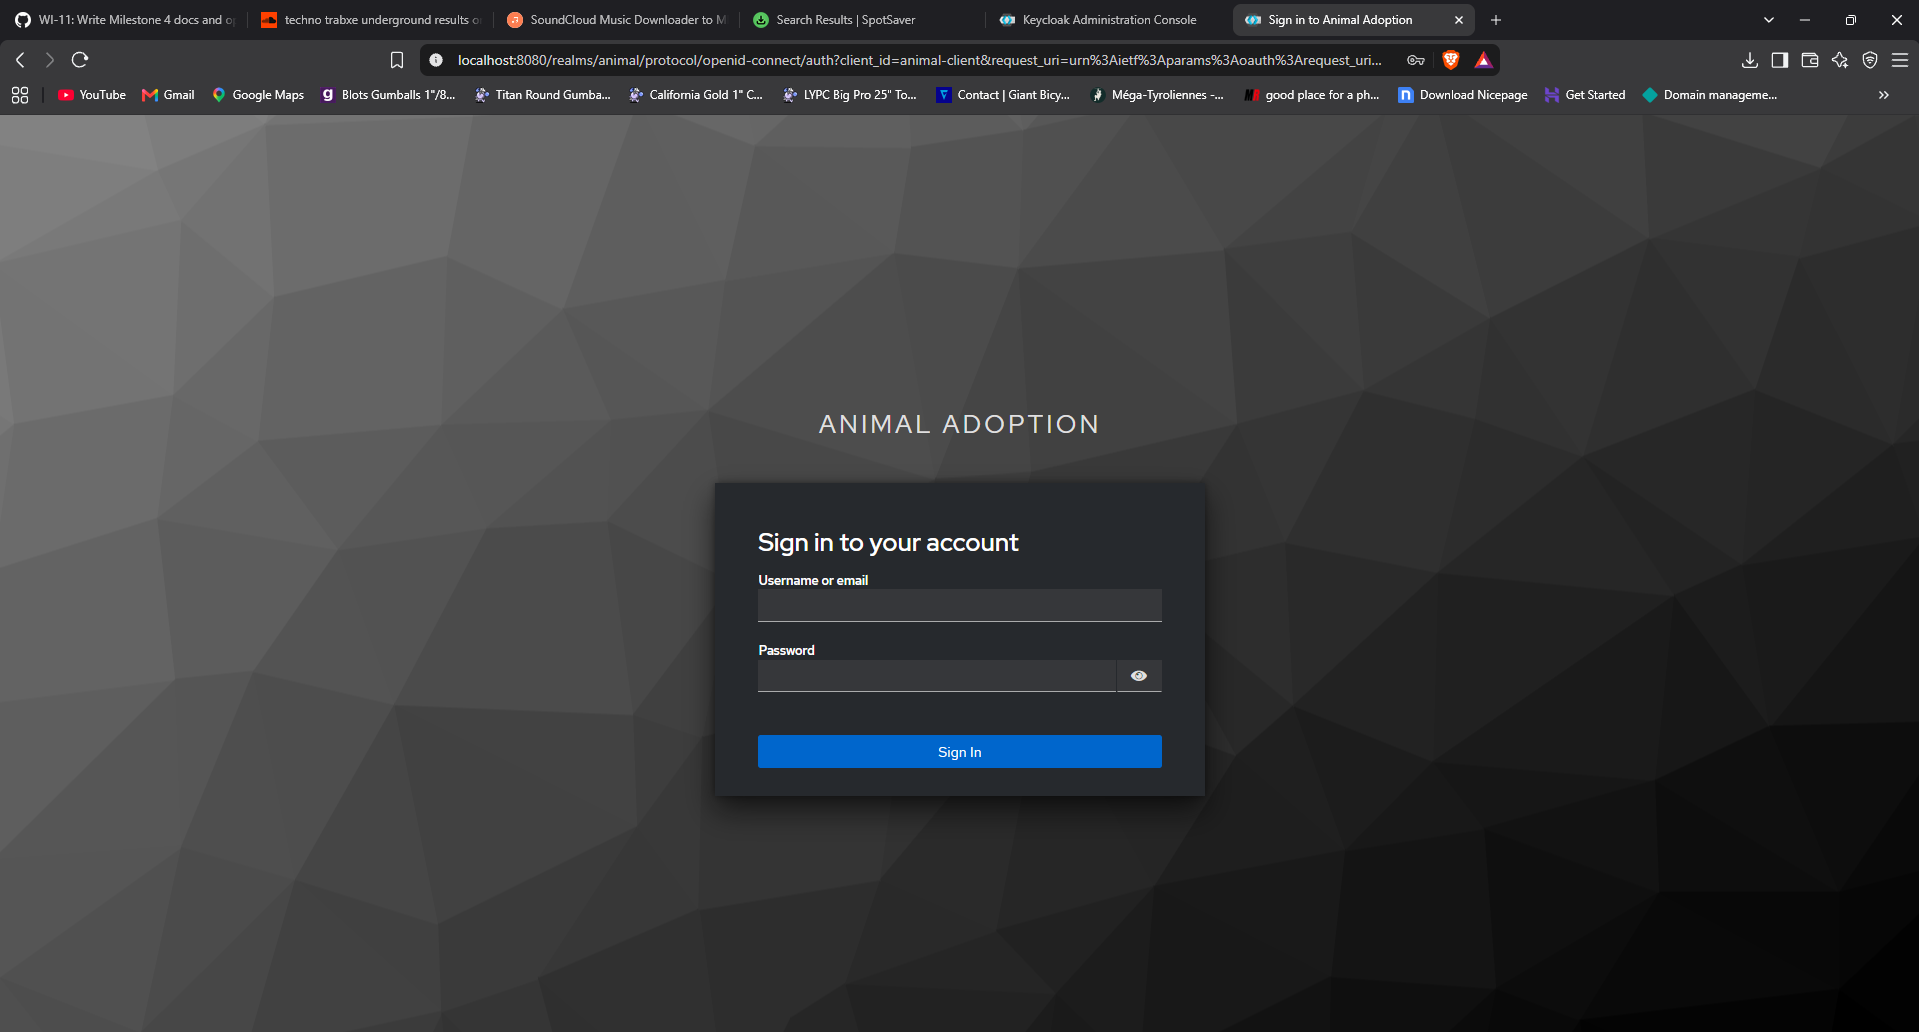 WI-11: Write Milestone 4 docs and op
techno trabxe underground results o
SoundCloud Music Downloader to M
Search Results | SpotSaver
Keycloak Administration Console
Sign in to Animal Adoption
localhost:8080/realms/animal/protocol/openid-connect/auth?client_id=animal-client&request_uri=urn%3Aietf%3Aparams%3Aoauth%3Arequest_uri...
YouTube
Gmail
Google Maps
Blots Gumballs 1"/8...
Titan Round Gumba...
California Gold 1" C...
LYPC Big Pro 25" To...
Contact | Giant Bicy...
Méga-Tyroliennes -...
good place for a ph...
Download Nicepage
Get Started
Domain manageme...
ANIMAL ADOPTION
Sign in to your account
Username or email
Password
Sign In